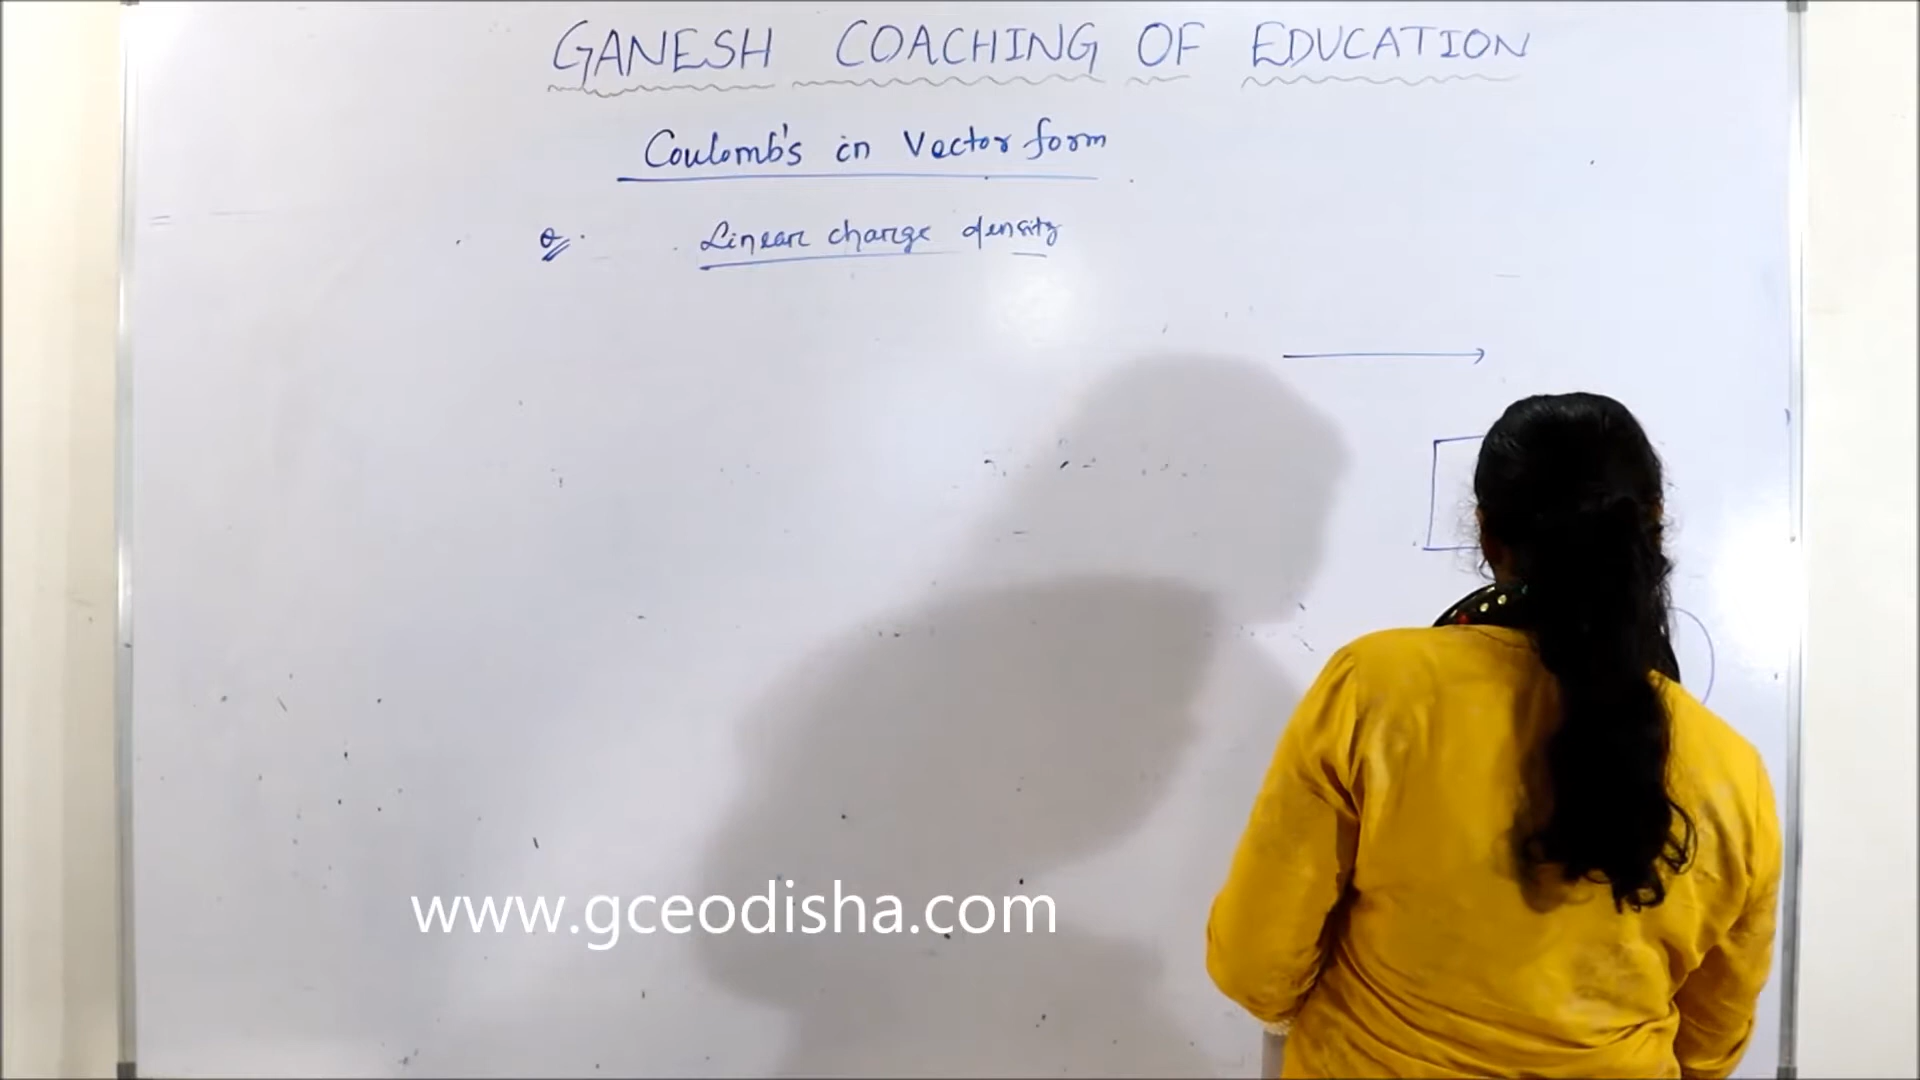 GANESH COACHING OF EDUCATION
Coulomb's in Vector form
Linear charge density
www.gceodisha.com